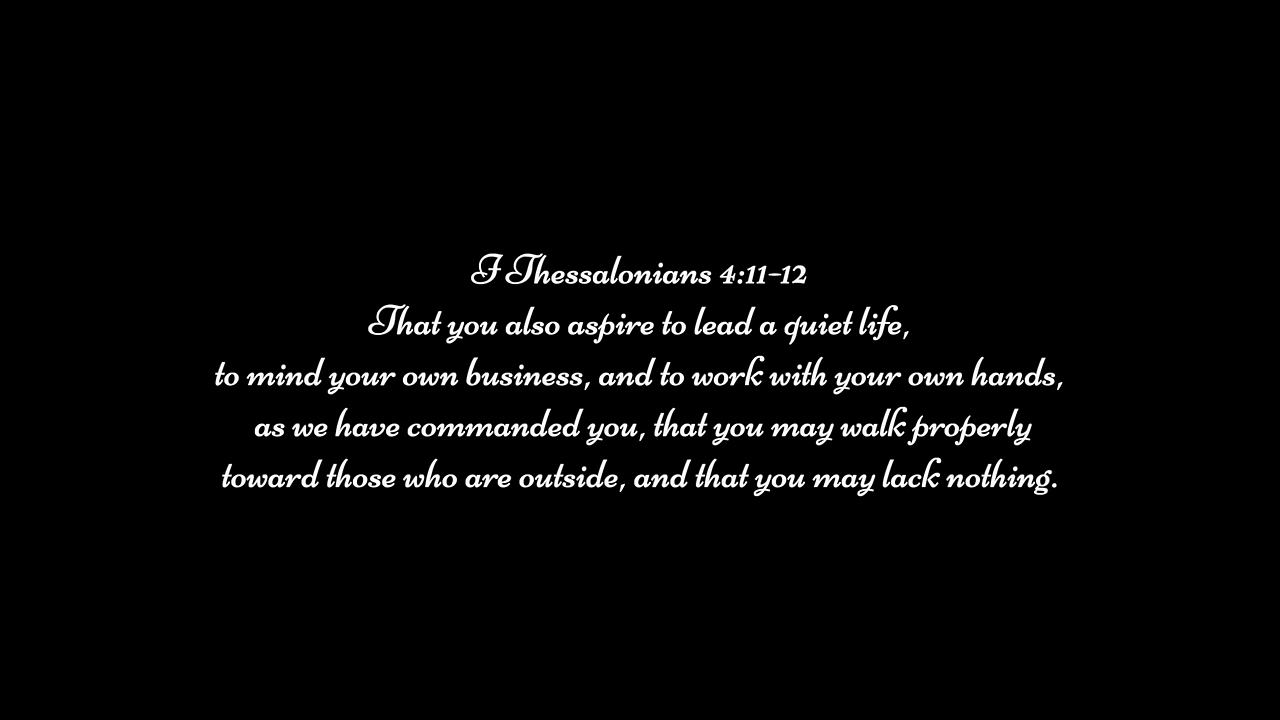 I Thessalonians 4:11-12
That you also aspire to lead a quiet life,
to mind your own business, and to work with your own hands,
as we have commanded you, that you may walk properly
toward those who are outside, and that you may lack nothing.